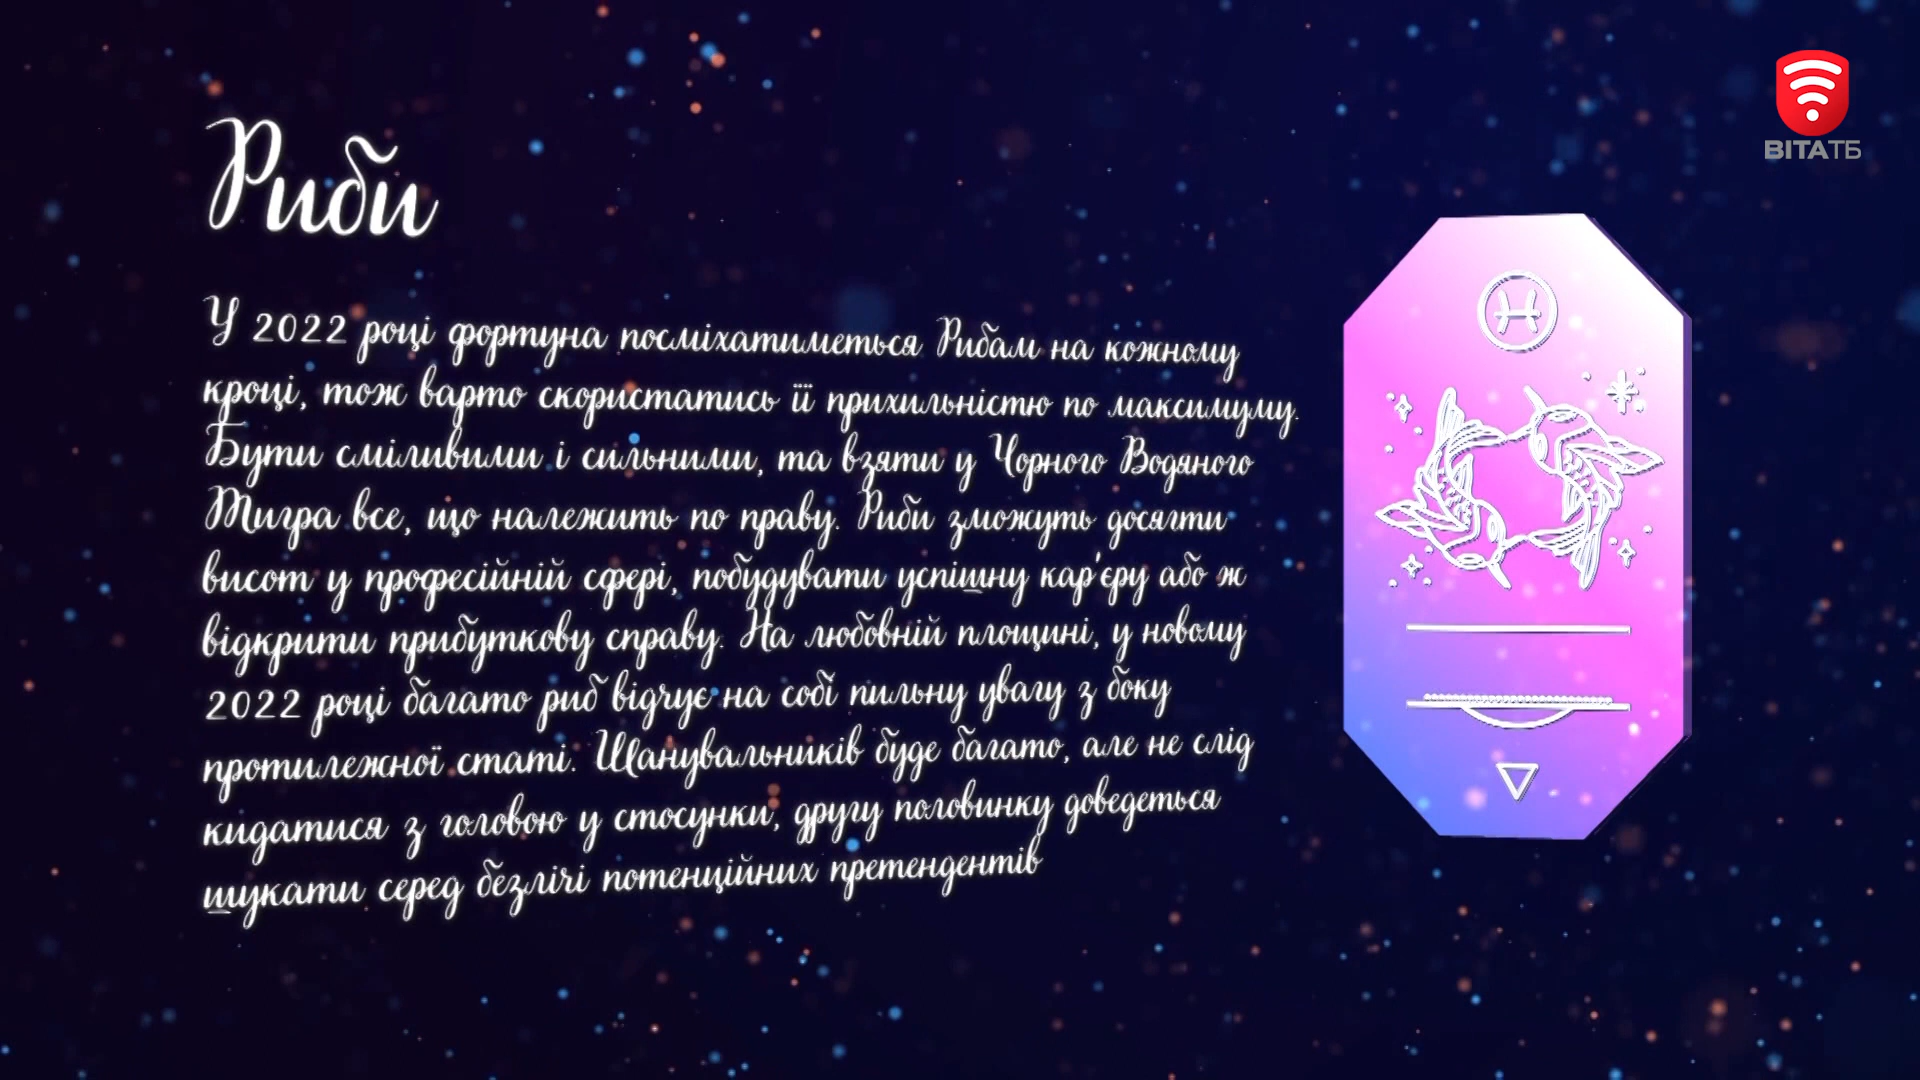 ВІТАТБ
Риби
У 2022 році фортуна посміхатиметься Рибам на кожному
кроці, тож варто скористатись її прихильністю по максимуму.
Бути сміливими і сильними, та взяти у Чорного Водяного
Тигра все, що належить по праву. Риби зможуть досягти
висот у професійній сфері, побудувати успішну кар'єру або ж
відкрити прибуткову справу. На любовній площині, у новому
2022 році багато риб відчує на собі пильну увагу з боку
протилежної статі. Шанувальників буде багато, але не слід
кидатися з головою у стосунки, другу половинку доведеться
шукати серед безлічі потенційних претендентів